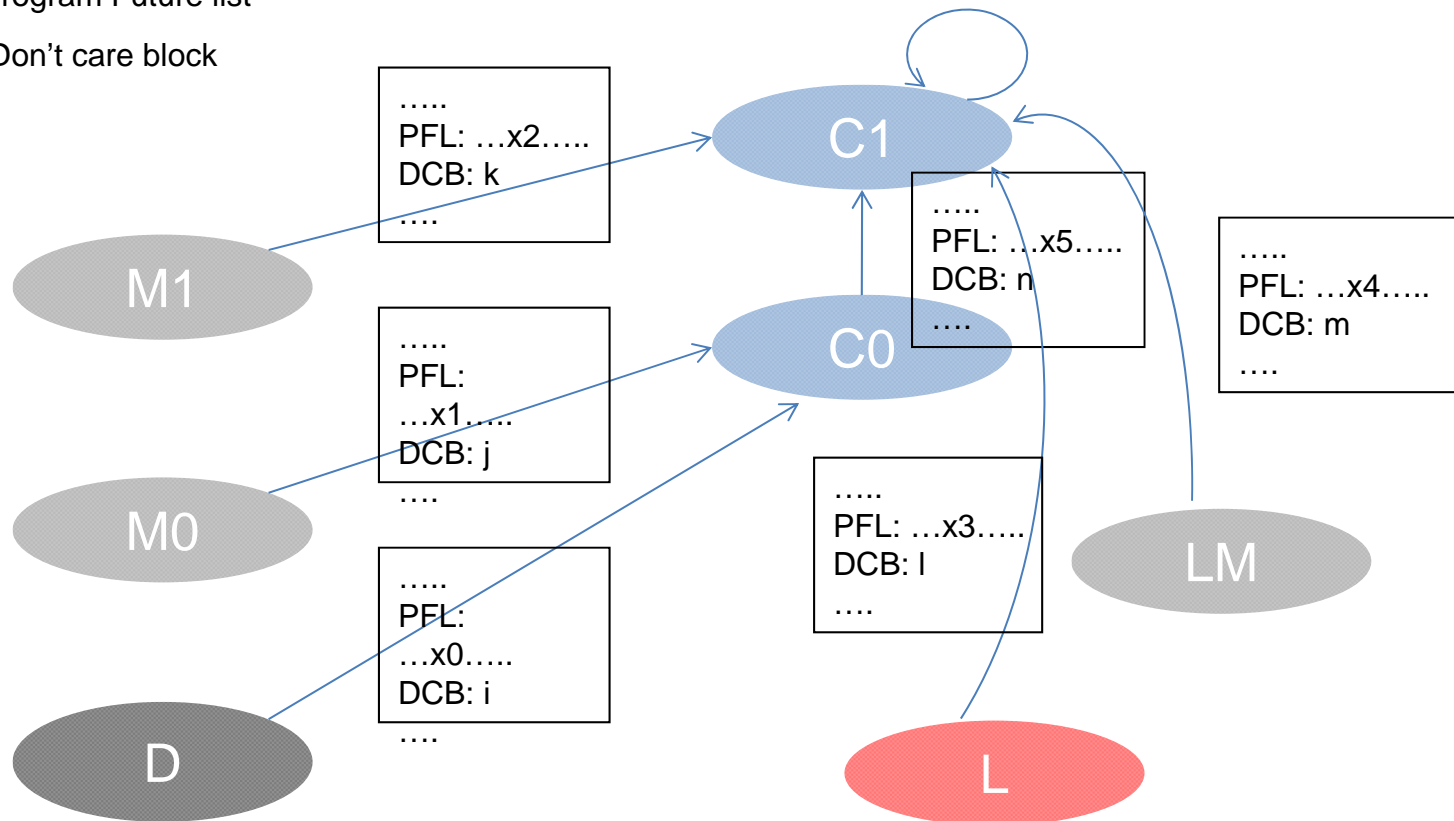 Program Future list
Don't care block
…..
PFL: …x2…..
DCB: k
….
C1
…..
PFL: …x5…..
DCB: n
….
…..
PFL: …x4…..
DCB: m
….
M1
…..
PFL:
…x1…..
DCB: j
….
C0
M0
…..
PFL: …x3…..
DCB: l
….
LM
…..
PFL:
…x0…..
DCB: i
….
D
L